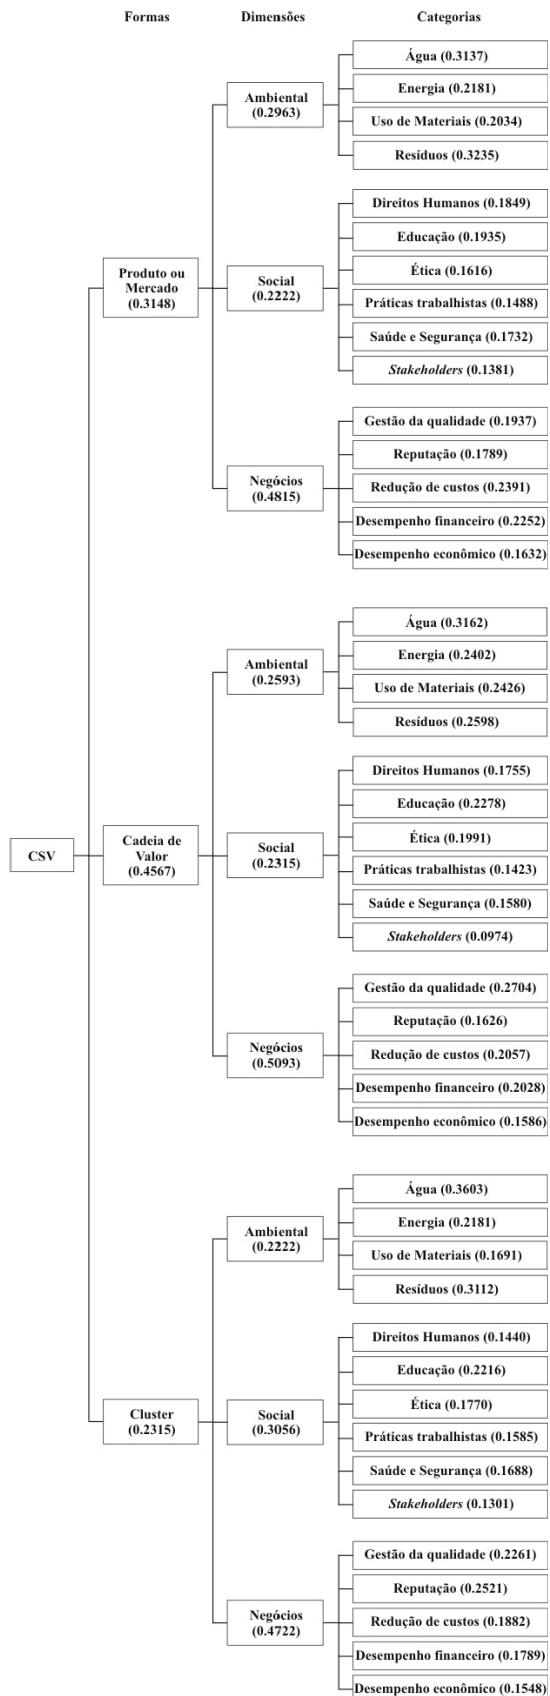 Formas Dimensões Categorias
Água (0.3137)
Ambiental
(0.2963)
Energia (0.2181)
Uso de Materiais (0.2034)
Resíduos (0.3235)
Direitos Humanos (0.1849)
Educação (0.1935)
Produto ou
Mercado
(0.3148)
Social
(0.2222)
Ética (0.1616)
Práticas trabalhistas (0.1488)
Saúde e Segurança (0.1732)
Stakeholders (0.1381)
Gestão da qualidade (0.1937)
Reputação (0.1789)
Negócios
(0.4815)
Redução de custos (0.2391)
Desempenho financeiro (0.2252)
Desempenho econômico (0.1632)
Água (0.3162)
Ambiental
(0.2593)
Energia (0.2402)
Uso de Materiais (0.2426)
Resíduos (0.2598)
Direitos Humanos (0.1755)
Educação (0.2278)
CSV
Cadeia de
Valor
(0.4567)
Social
(0.2315)
Ética (0.1991)
Práticas trabalhistas (0.1423)
Saúde e Segurança (0.1580)
Stakeholders (0.0974)
Gestão da qualidade (0.2704)
Reputação (0.1626)
Negócios
(0.5093)
Redução de custos (0.2057)
Desempenho financeiro (0.2028)
Desempenho econômico (0.1586)
Água (0.3603)
Ambiental
(0.2222)
Energia (0.2181)
Uso de Materiais (0.1691)
Resíduos (0.3112)
Direitos Humanos (0.1440)
Educação (0.2216)
Cluster
(0.2315)
Social
(0.3056)
Ética (0.1770)
Práticas trabalhistas (0.1585)
Saúde e Segurança (0.1688)
Stakeholders (0.1301)
Gestão da qualidade (0.2261)
Reputação (0.2521)
Negócios
(0.4722)
Redução de custos (0.1882)
Desempenho financeiro (0.1789)
Desempenho econômico (0.1548)